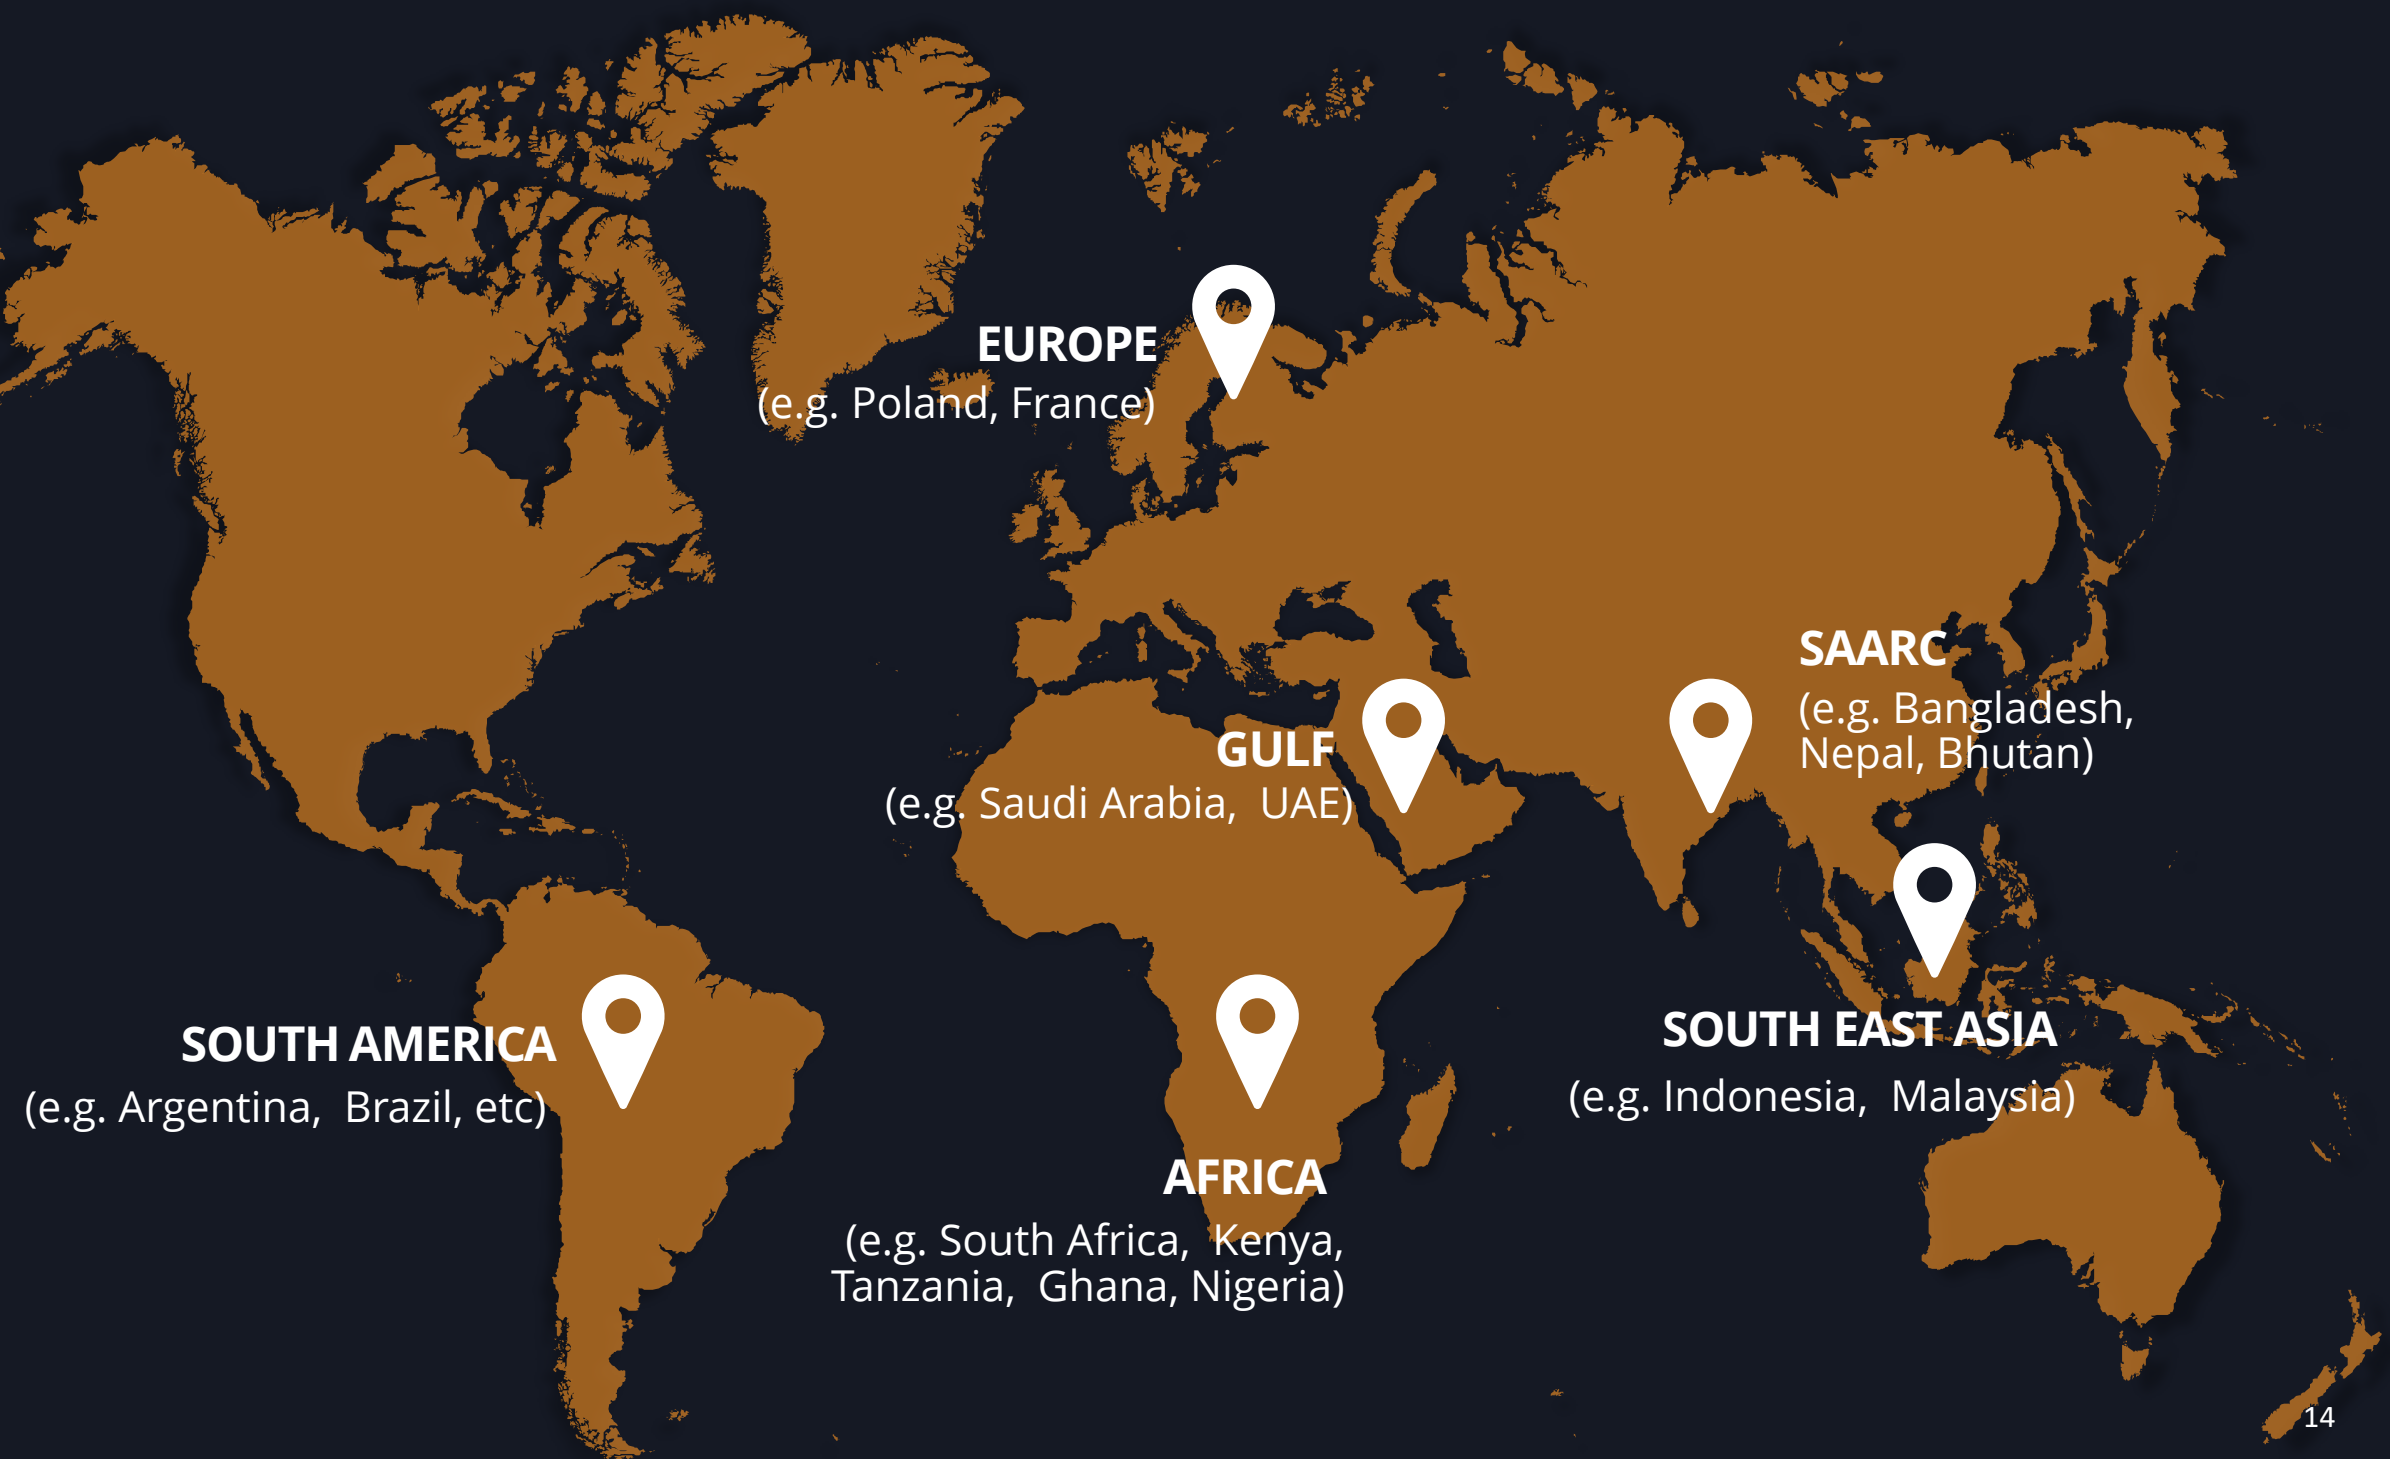 EUROPE
(e.g. Poland, France)
SAARC
(e.g. Bangladesh,
Nepal, Bhutan)
GULF
(e.g. Saudi Arabia,  UAE)
SOUTH AMERICA
(e.g. Argentina,  Brazil, etc)
SOUTH EAST ASIA
(e.g. Indonesia,  Malaysia)
AFRICA
(e.g. South Africa,  Kenya,
Tanzania,  Ghana, Nigeria)
14